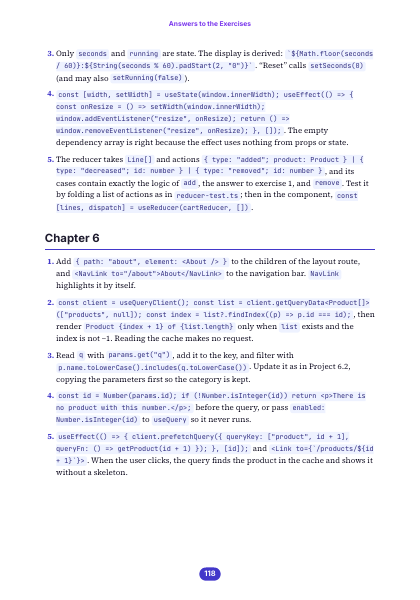 Answers to the Exercises
3. Only seconds and running are state. The display is derived: `${Math.floor(seconds
/ 60)}:${String(seconds % 60).padStart(2, "0")}`. “Reset” calls setSeconds(0)
(and may also setRunning(false)).
4. const [width, setWidth] = useState(window.innerWidth); useEffect(() => {
const onResize = () => setWidth(window.innerWidth);
window.addEventListener("resize", onResize); return () =>
window.removeEventListener("resize", onResize); }, []);. The empty
dependency array is right because the effect uses nothing from props or state.
5. The reducer takes Line[] and actions { type: "added"; product: Product } | {
type: "decreased"; id: number } | { type: "removed"; id: number }, and its
cases contain exactly the logic of add, the answer to exercise 1, and remove. Test it
by folding a list of actions as in reducer-test.ts; then in the component, const
[lines, dispatch] = useReducer(cartReducer, []).
Chapter 6
1. Add { path: "about", element: <About /> } to the children of the layout route,
and <NavLink to="/about">About</NavLink> to the navigation bar. NavLink
highlights it by itself.
2. const client = useQueryClient(); const list = client.getQueryData<Product[]>
(["products", null]); const index = list?.findIndex((p) => p.id === id);, then
render Product {index + 1} of {list.length} only when list exists and the
index is not −1. Reading the cache makes no request.
3. Read q with params.get("q"), add it to the key, and filter with
p.name.toLowerCase().includes(q.toLowerCase()). Update it as in Project 6.2,
copying the parameters first so the category is kept.
4. const id = Number(params.id); if (!Number.isInteger(id)) return <p>There is
no product with this number.</p>; before the query, or pass enabled:
Number.isInteger(id) to useQuery so it never runs.
5. useEffect(() => { client.prefetchQuery({ queryKey: ["product", id + 1],
queryFn: () => getProduct(id + 1) }); }, [id]); and <Link to={`/products/${id
+ 1}`}>. When the user clicks, the query finds the product in the cache and shows it
without a skeleton.
118